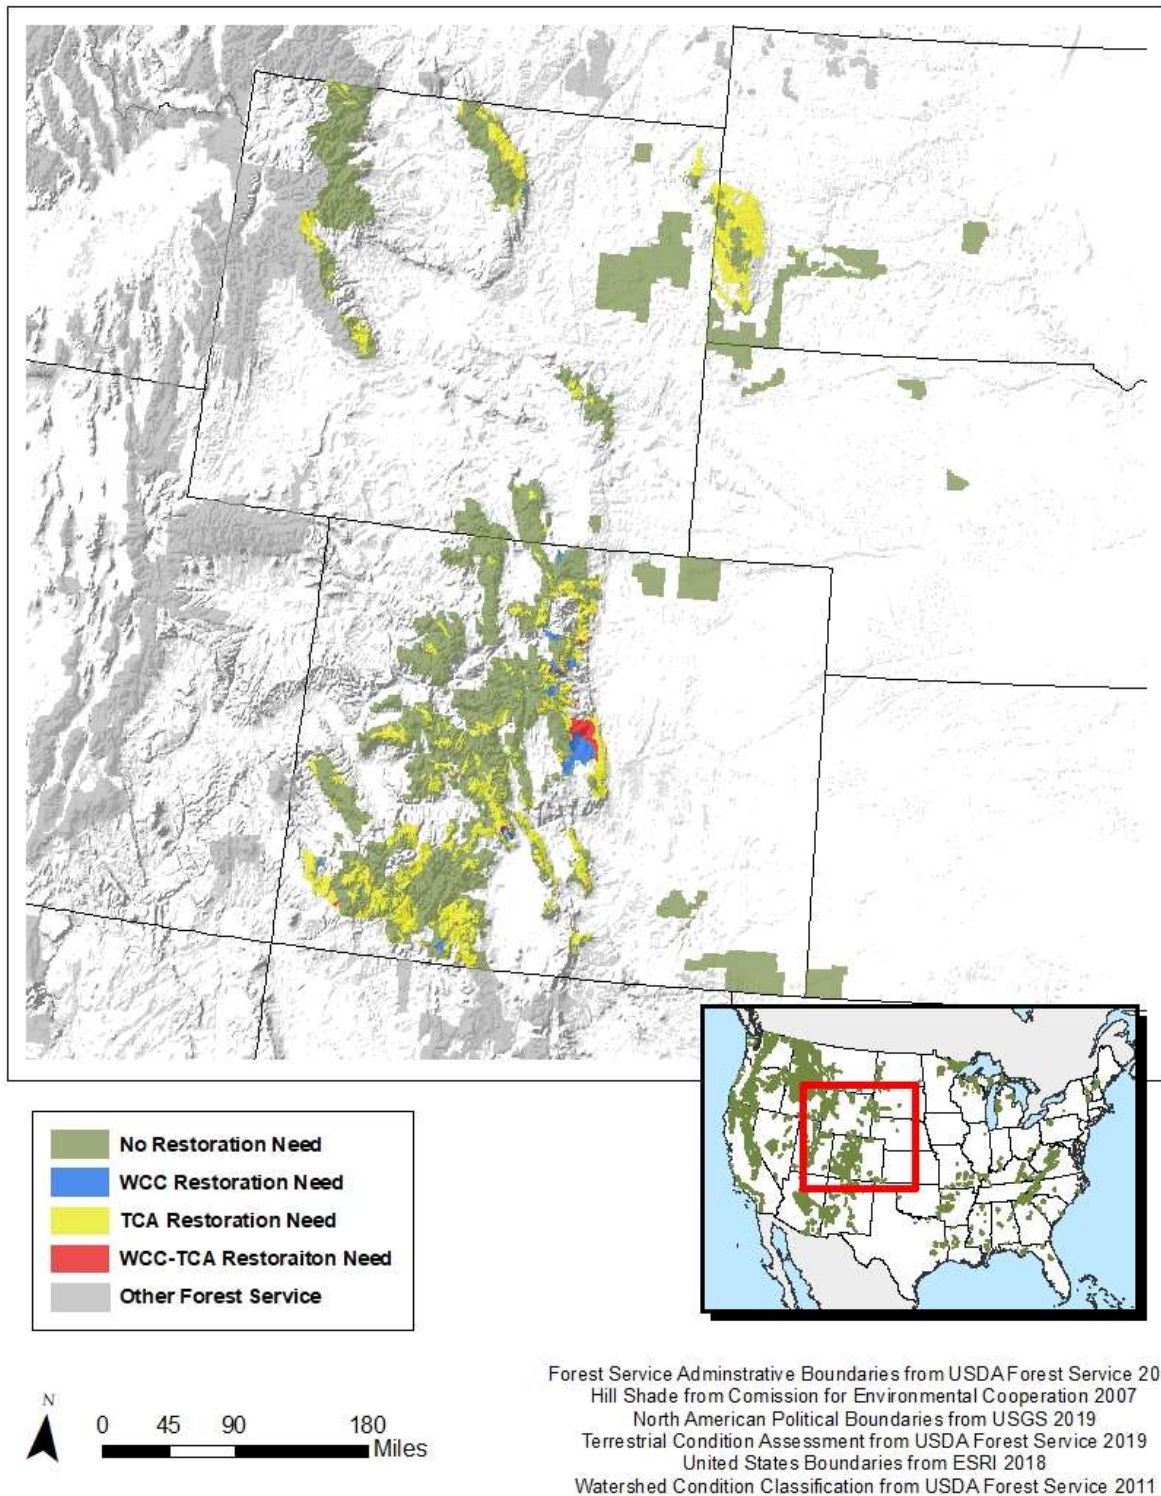 No Restoration Need
WCC Restoration Need
TCA Restoration Need
WCC-TCA Restoraiton Need
Other Forest Service
N
0 45 90 180
Miles
Forest Service Adminstrative Boundaries from USDA Forest Service 20
Hill Shade from Comission for Environmental Cooperation 2007
North American Political Boundaries from USGS 2019
Terrestrial Condition Assessment from USDA Forest Service 2019
United States Boundaries from ESRI 2018
Watershed Condition Classification from USDA Forest Service 2011